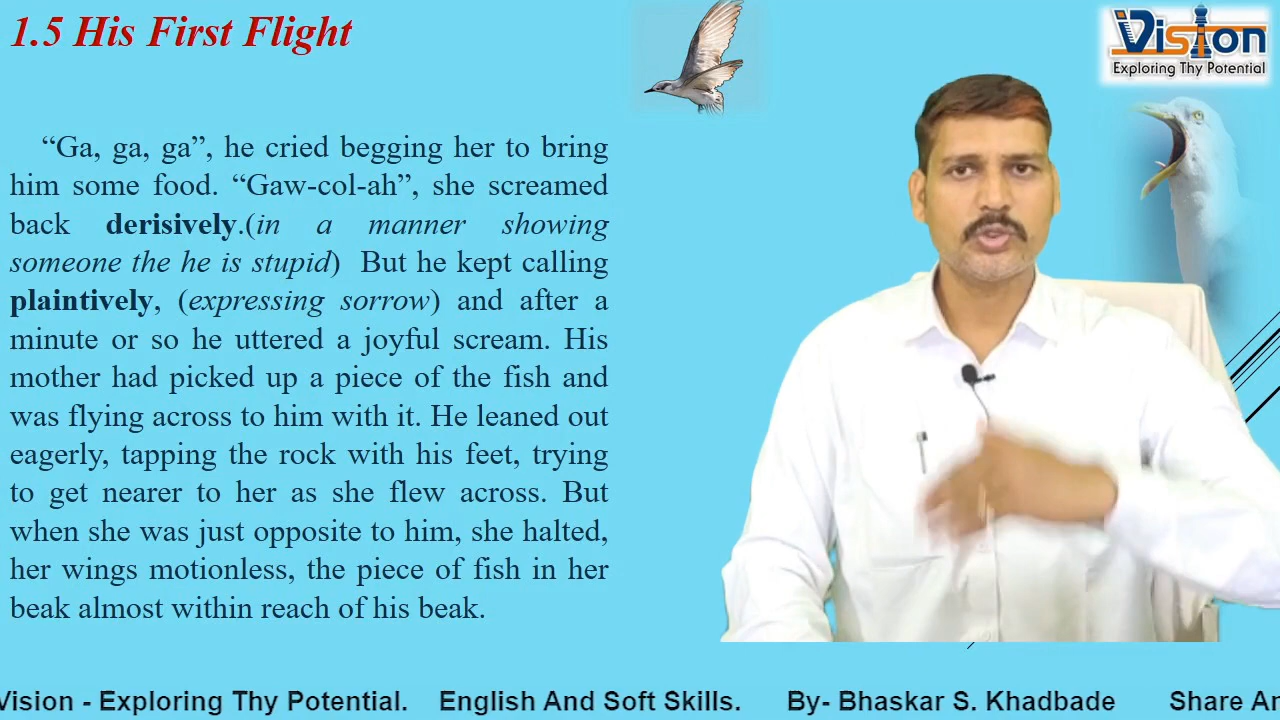 1.5 His First Flight
Vision
Exploring Thy Potential
“Ga, ga, ga”, he cried begging her to bring
him some food. “Gaw-col-ah”, she screamed
back derisively.(in a manner showing
someone the he is stupid) But he kept calling
plaintively, (expressing sorrow) and after a
minute or so he uttered a joyful scream. His
mother had picked up a piece of the fish and
was flying across to him with it. He leaned out
eagerly, tapping the rock with his feet, trying
to get nearer to her as she flew across. But
when she was just opposite to him, she halted,
her wings motionless, the piece of fish in her
beak almost within reach of his beak.
Vision - Exploring Thy Potential. English And Soft Skills. By- Bhaskar S. Khadbade Share